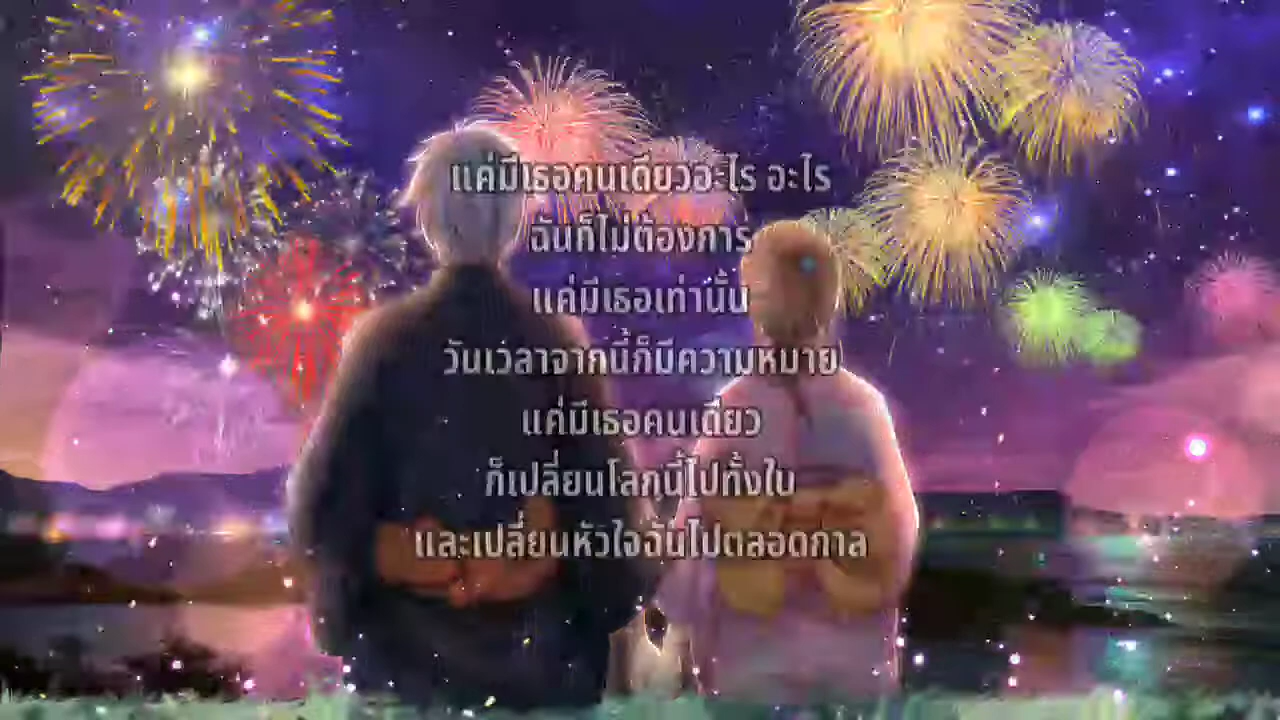 แค่มีเธอคนเดียวอะไร อะไร
ฉันก็ไม่ต้องการ
แค่มีเธอเท่านั้น
วันเวลาจากนี้ก็มีความหมาย
แค่มีเธอคนเดียว
ก็เปลี่ยนโลกนี้ไปทั้งใบ
และเปลี่ยนหัวใจฉันไปตลอดกาล